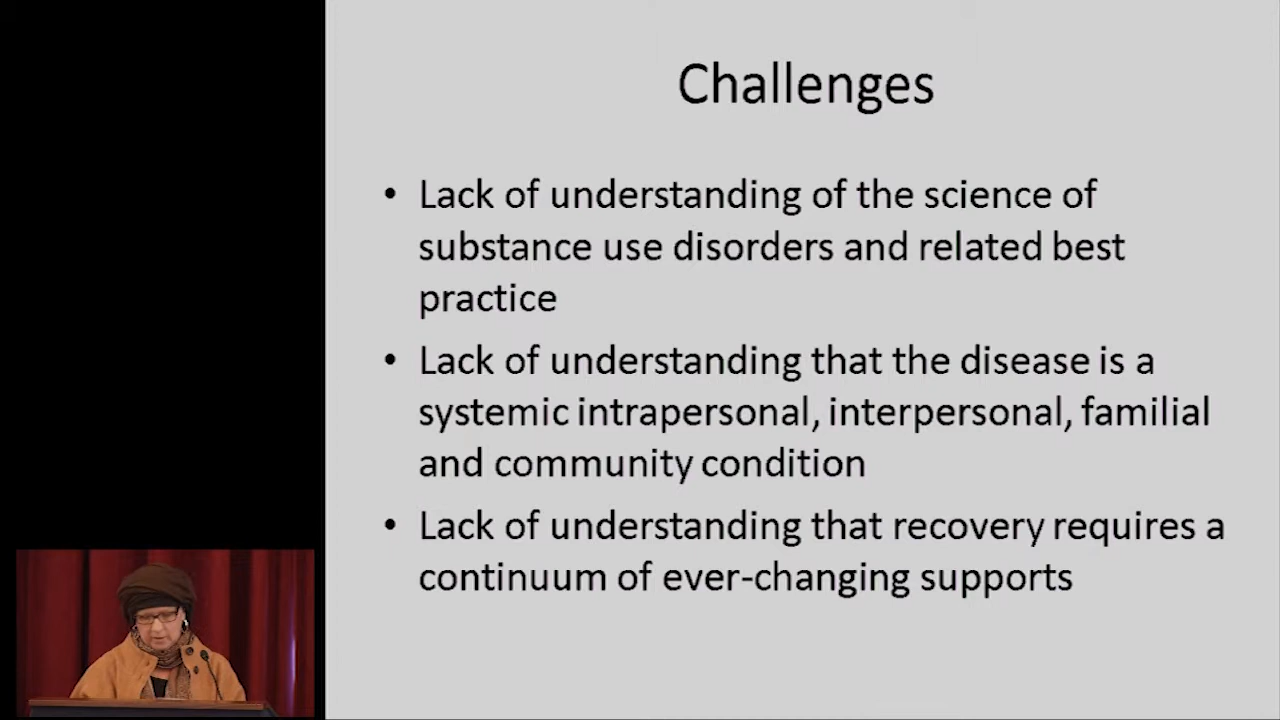 Challenges
• Lack of understanding of the science of
substance use disorders and related best
practice
• Lack of understanding that the disease is a
systemic intrapersonal, interpersonal, familial
and community condition
• Lack of understanding that recovery requires a
continuum of ever-changing supports